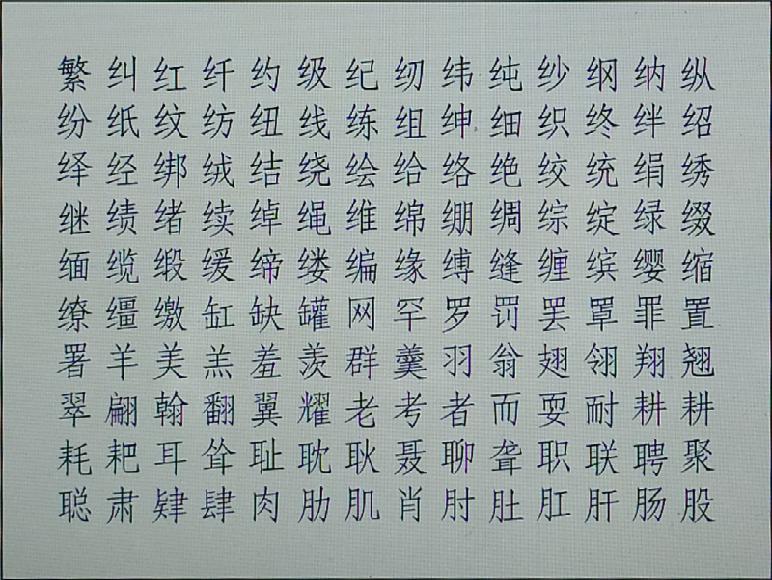 繁纠红纤约级纪纫纬纯纱纲纳纵
纷纸纹纺纽线练组绅细织终绊绍
绎经绑绒结绕绘给络绝绞统绢绣
继绩绪续绰绳维绵绷绸综绽绿缀
缅缆缎缓缔缕编缘缚缝缠缤缨缩
缭缰缴缸缺罐网罕罗罚罢罩罪置
署羊美羔羞羡群羹羽翁翅翎翔翘
翠翩翰翻翼耀老考者而耍耐耕耕
耗耙耳耸耻耽耿聂聊聋职联聘聚
聪肃肄肆肉肋肌肖肘肚肛肝肠股